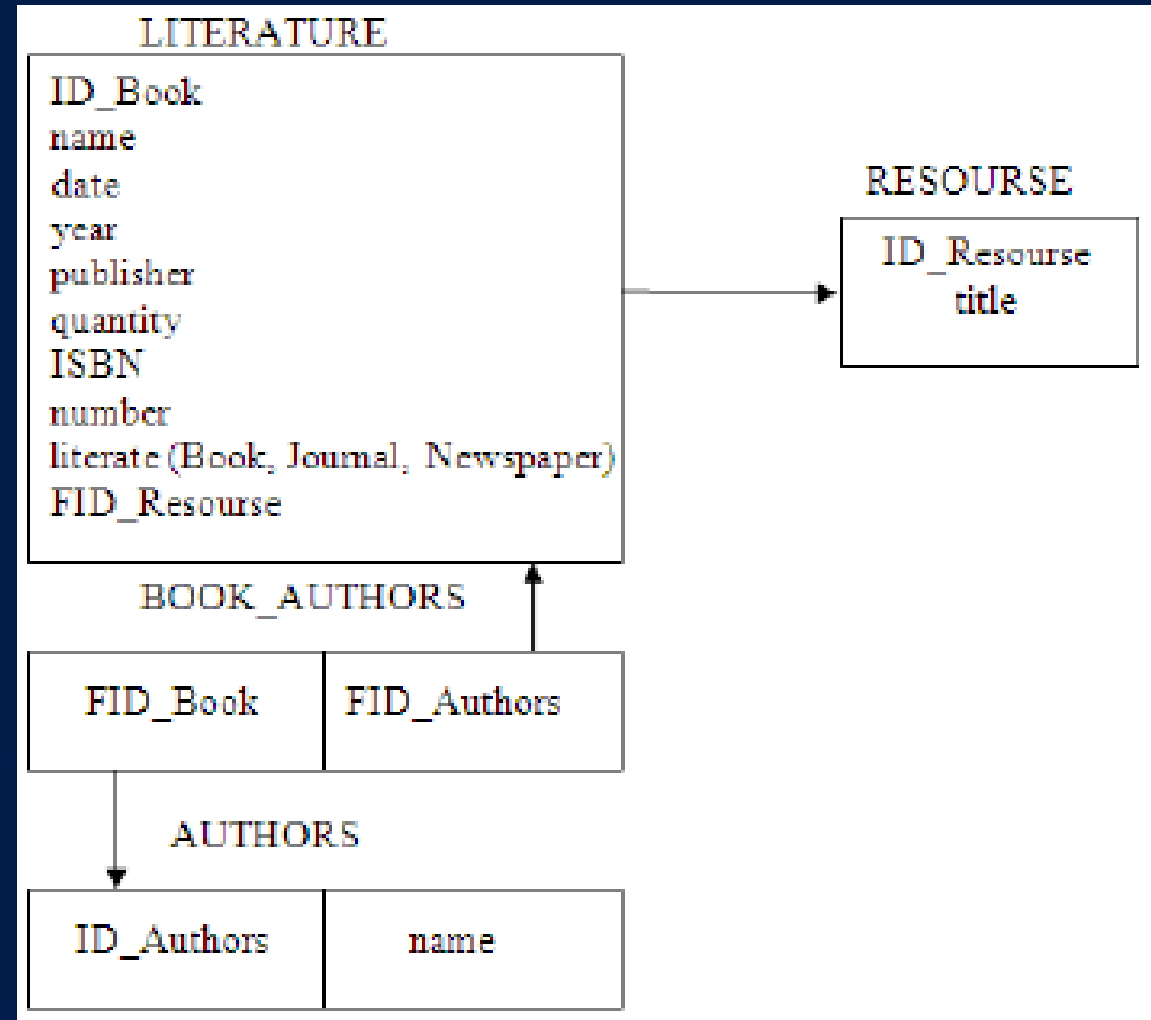 LITERATURE
ID_Book
name
date
year
publisher
quantity
ISBN
number
literate (Book, Journal, Newspaper)
FID_Resourse
RESOURSE
ID_Resourse
title
BOOK_AUTHORS
FID_Book FID_Authors
AUTHORS
ID_Authors name